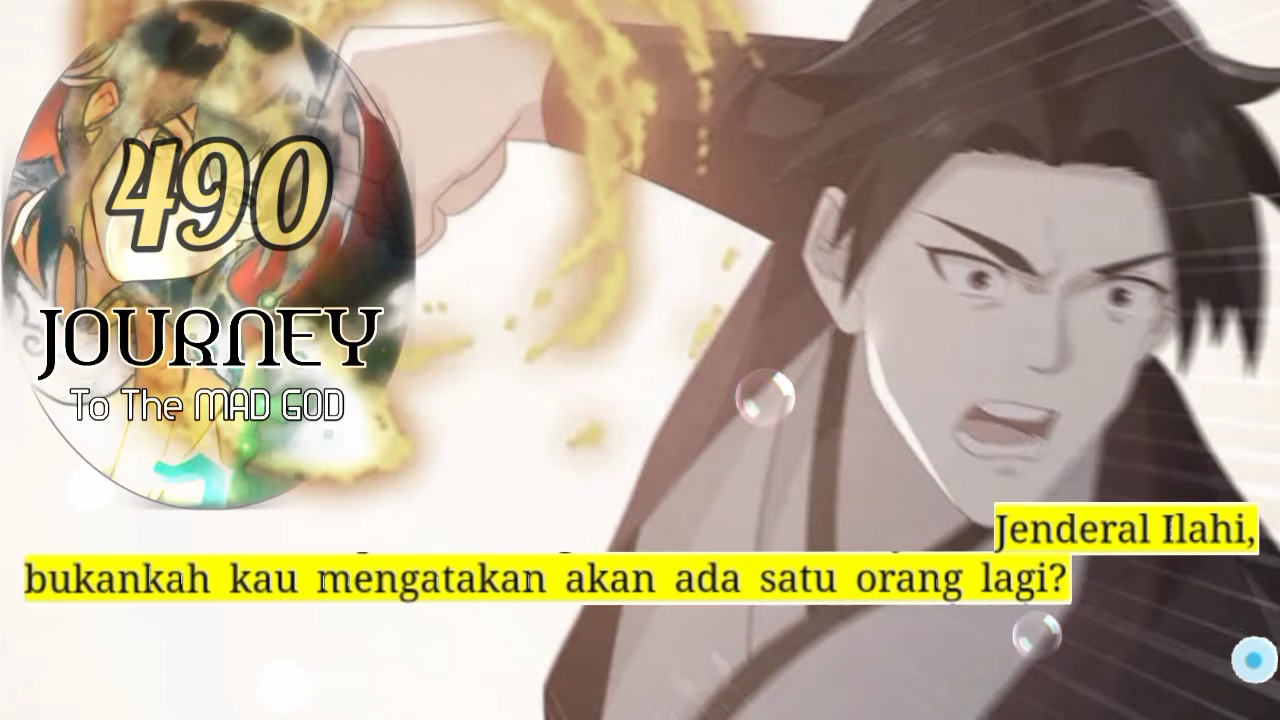 490
JOURNEY
To The MAD GOD
Jenderal Ilahi,
bukankah kau mengatakan akan ada satu orang lagi?